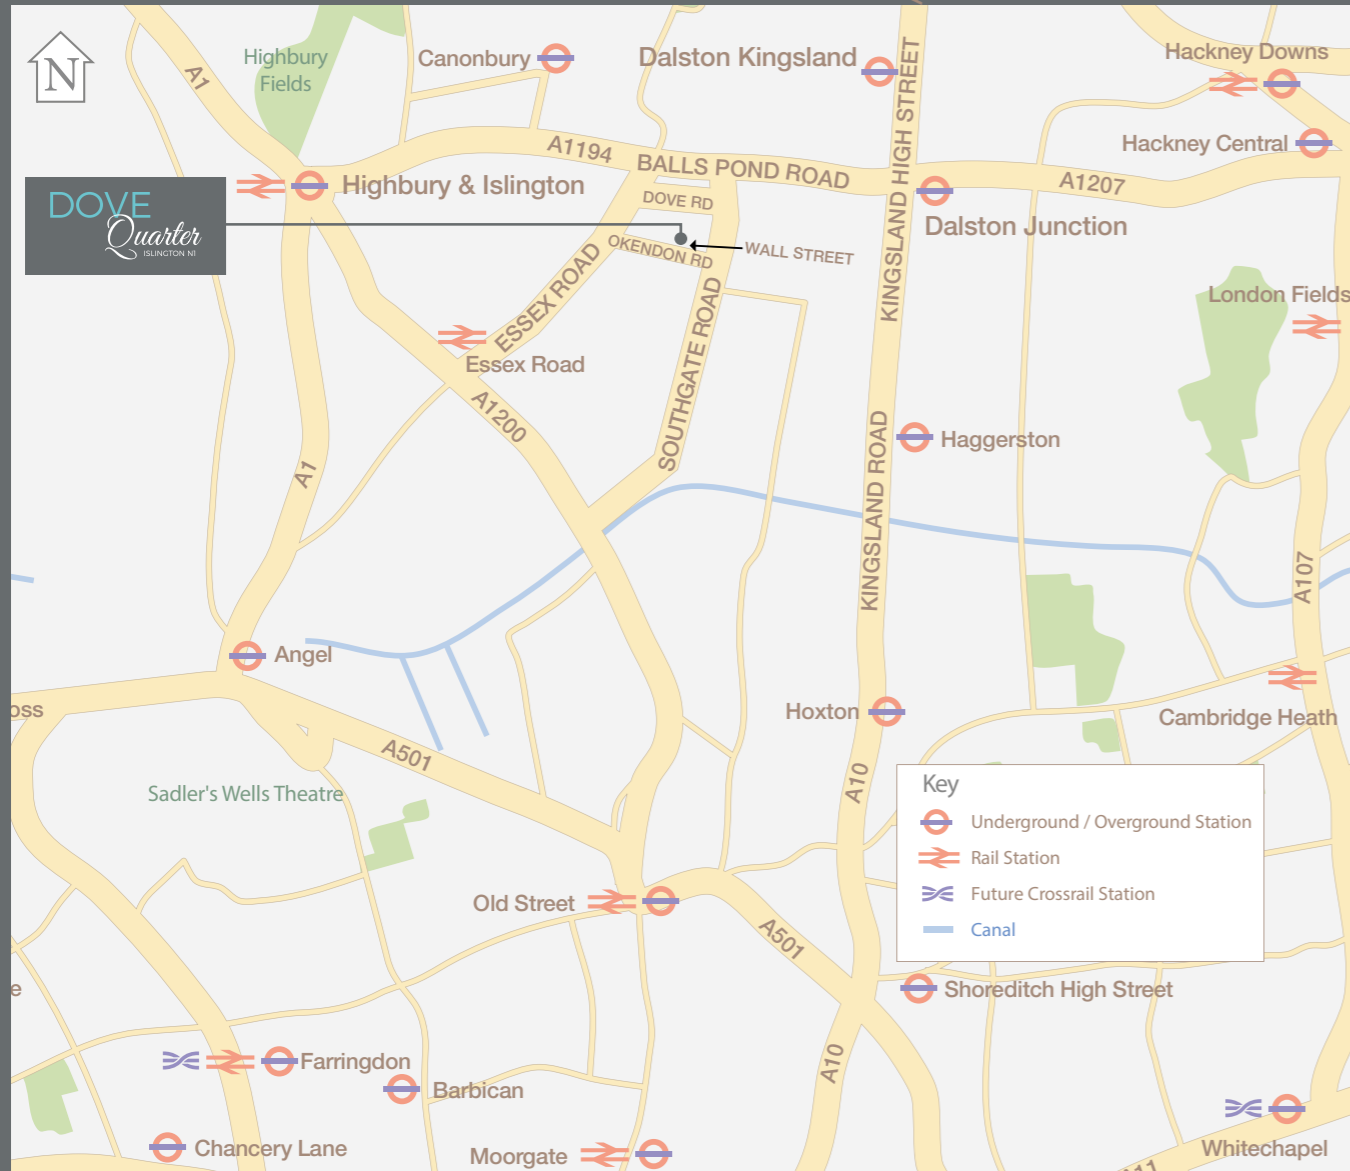 N
A1
Highbury
Fields
Canonbury
Dalston Kingsland
KINGSLAND HIGH STREET
Hackney Downs
Hackney Central
A1194
BALLS POND ROAD
A1207
DOVE
Quarter
ISLINGTON N1
Highbury & Islington
DOVE RD
Dalston Junction
OKENDON RD
WALL STREET
ESSEX ROAD
SOUTHGATE ROAD
London Fields
Essex Road
A1200
A1
Haggerston
KINGSLAND ROAD
A107
Angel
oss
Hoxton
Cambridge Heath
A501
A10
Sadler's Wells Theatre
Key
Underground / Overground Station
Rail Station
Future Crossrail Station
Canal
Old Street
A501
e
Shoreditch High Street
A10
Farringdon
Barbican
Chancery Lane
Moorgate
Whitechapel
A11